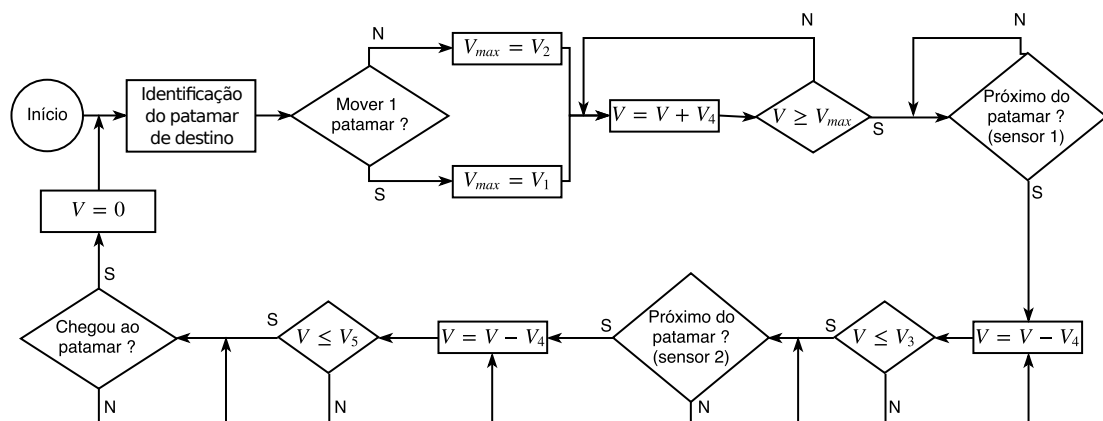 Início
Identificação
do patamar
de destino
Mover 1
patamar ?
N
S
V_max = V_2
V_max = V_1
V = V + V_4
V ≥ V_max
N
S
Próximo do
patamar ?
(sensor 1)
N
S
V = V − V_4
V ≤ V_3
S
N
Próximo do
patamar ?
(sensor 2)
S
N
V = V − V_4
V ≤ V_5
S
N
Chegou ao
patamar ?
S
N
V = 0